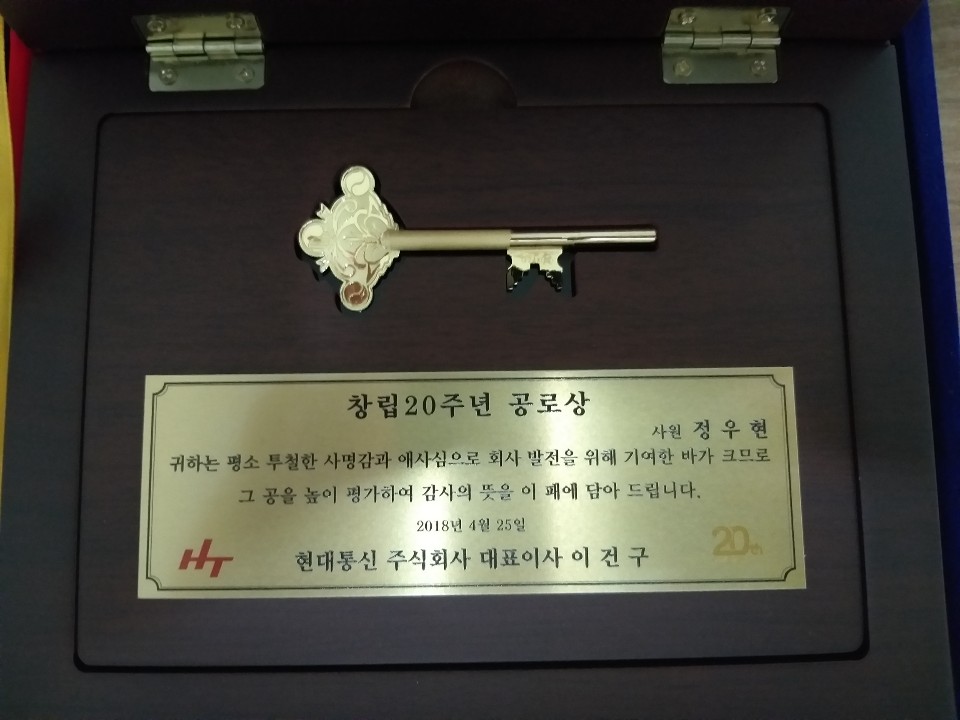 창립20주년 공로상
사원 정우현
귀하는 평소 투철한 사명감과 애사심으로 회사 발전을 위해 기여한 바가 크므로
그 공을 높이 평가하여 감사의 뜻을 이 패에 담아 드립니다.
2018년 4월 25일
HT 현대통신 주식회사 대표이사 이건구 20th